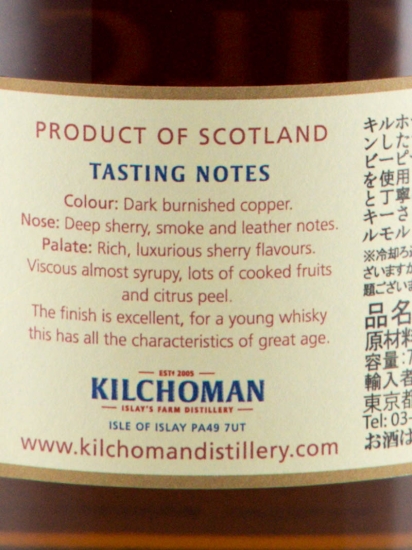 PRODUCT OF SCOTLAND
TASTING NOTES
Colour: Dark burnished copper.
Nose: Deep sherry, smoke and leather notes.
Palate: Rich, luxurious sherry flavours.
Viscous almost syrupy, lots of cooked fruits
and citrus peel.
The finish is excellent, for a young whisky
this has all the characteristics of great age.
ESTD 2005
KILCHOMAN
ISLAY'S FARM DISTILLERY
ISLE OF ISLAY PA49 7UT
www.kilchomandistillery.com
キルホ
ンした
ビーピ
を使用
と丁寧
キーさ
ルモル
※冷却ろ過
ざいますが
題ございま
品名
原材料
容量:
輸入者
東京都
Tel: 03-
お酒は